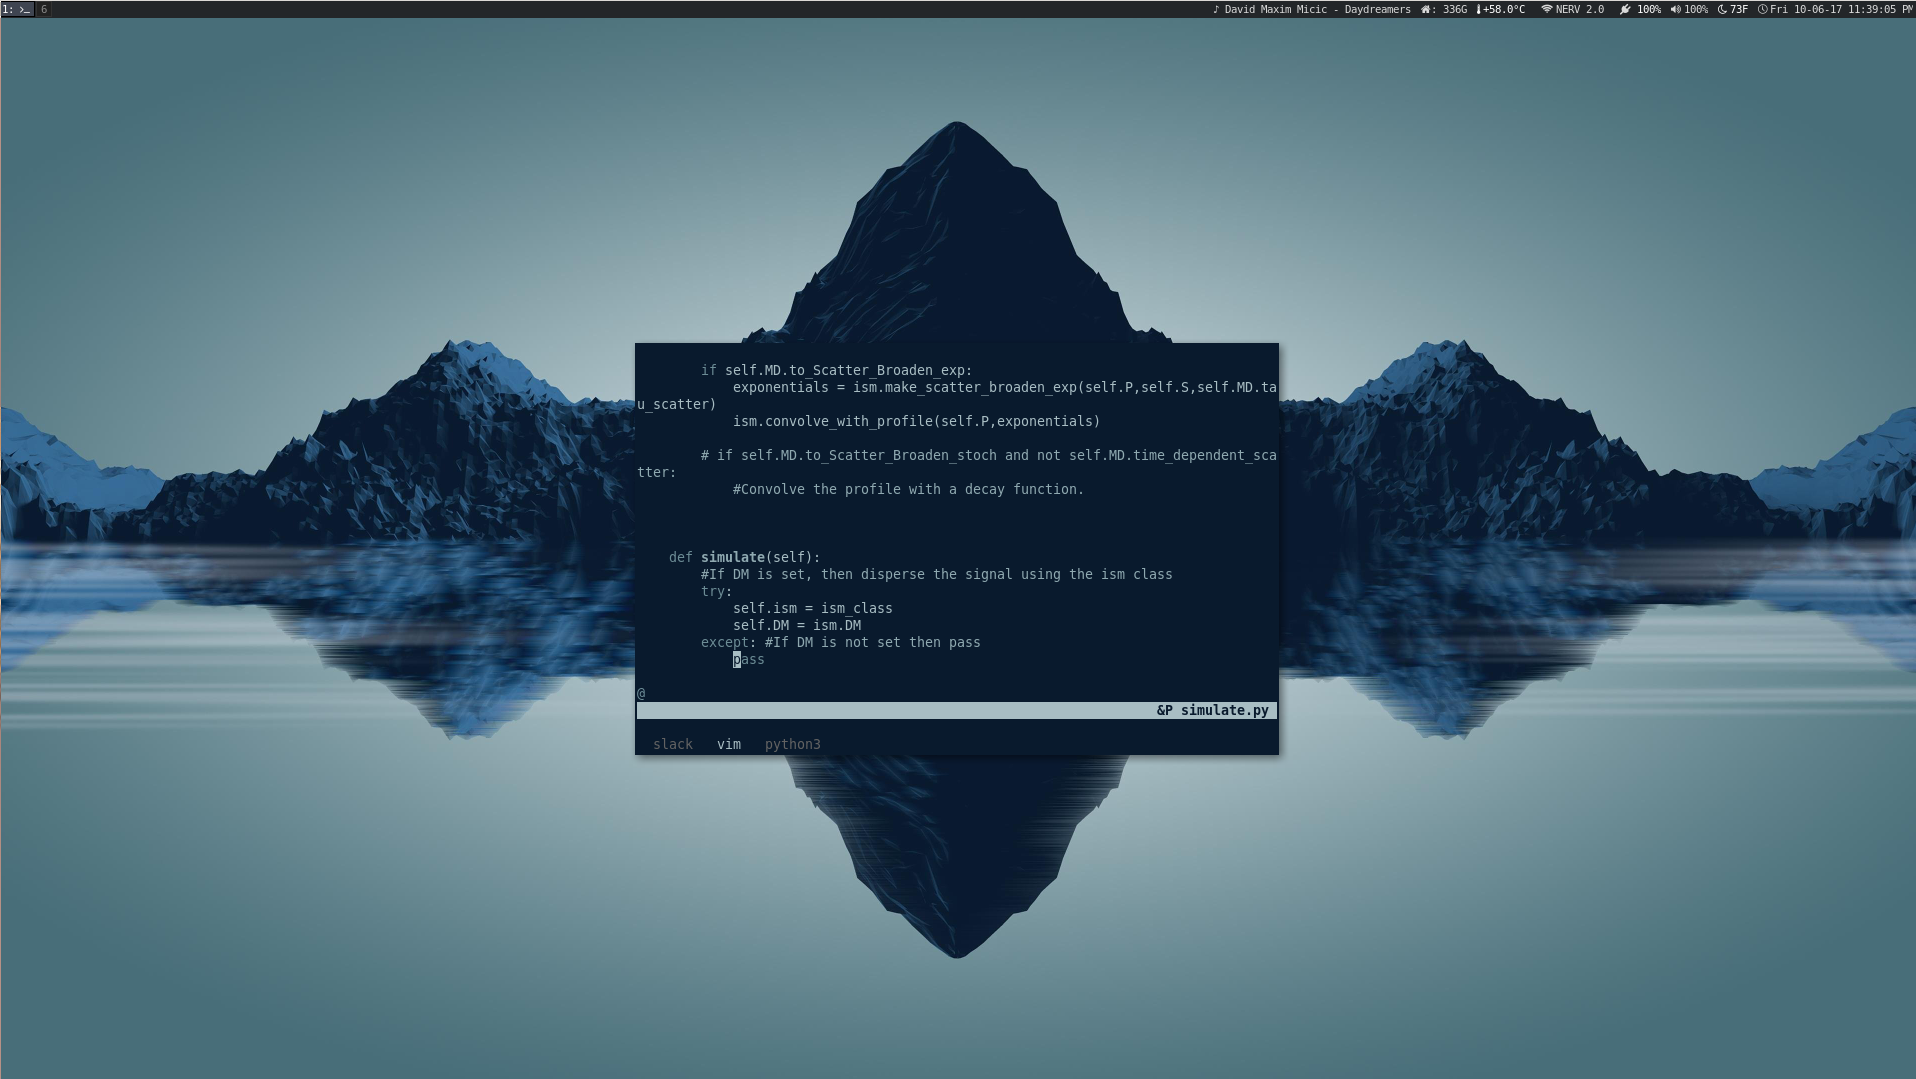 1: >_ 6 ♪ David Maxim Micic - Daydreamers : 336G +58.0°C NERV 2.0 100% 100% 73F Fri 10-06-17 11:39:05 PM
if self.MD.to_Scatter_Broaden_exp:
exponentials = ism.make_scatter_broaden_exp(self.P,self.S,self.MD.ta
u_scatter)
ism.convolve_with_profile(self.P,exponentials)
# if self.MD.to_Scatter_Broaden_stoch and not self.MD.time_dependent_sca
tter:
#Convolve the profile with a decay function.
def simulate(self):
#If DM is set, then disperse the signal using the ism class
try:
self.ism = ism_class
self.DM = ism.DM
except: #If DM is not set then pass
pass
@
&P simulate.py
slack vim python3